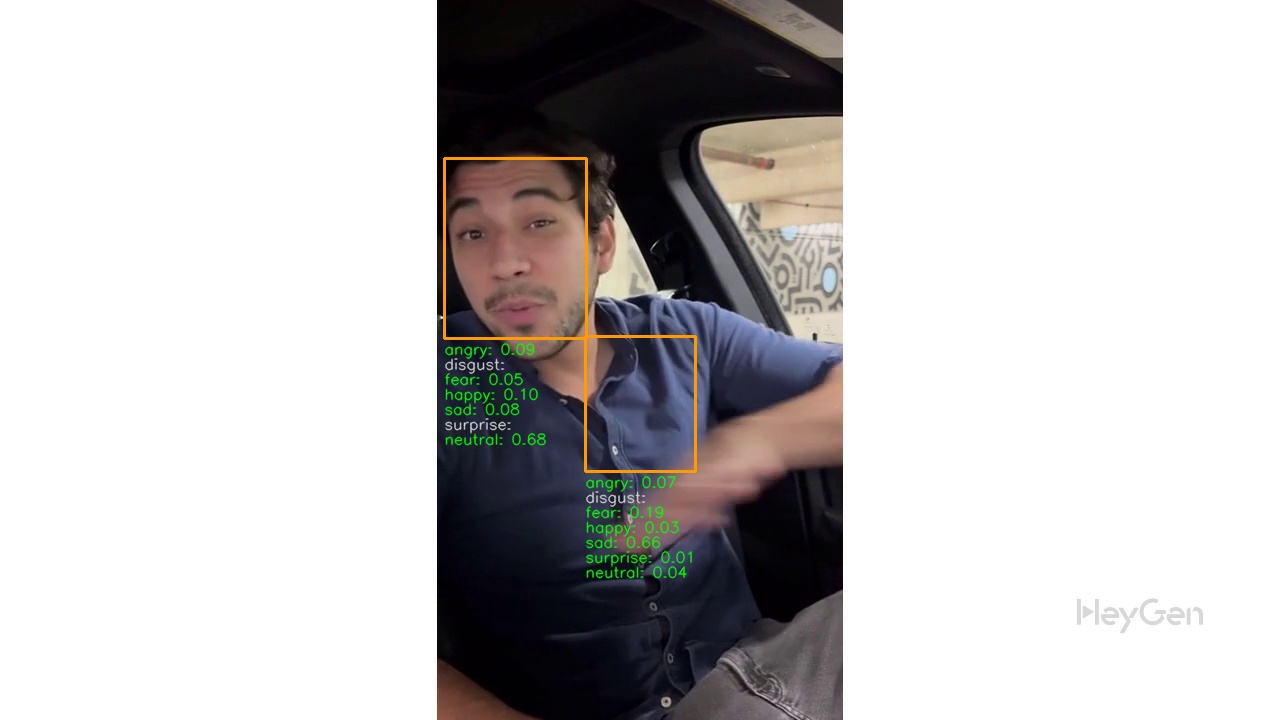 angry: 0.09
disgust:
fear: 0.05
happy: 0.10
sad: 0.08
surprise:
neutral: 0.68
angry: 0.07
disgust:
fear: 0.19
happy: 0.03
sad: 0.66
surprise: 0.01
neutral: 0.04
HeyGen